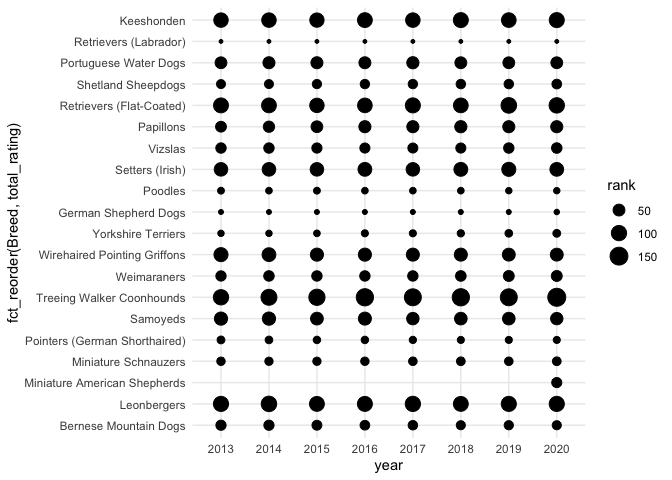 Keeshonden
Retrievers (Labrador)
Portuguese Water Dogs
Shetland Sheepdogs
Retrievers (Flat-Coated)
Papillons
Vizslas
Setters (Irish)
Poodles
German Shepherd Dogs
Yorkshire Terriers
Wirehaired Pointing Griffons
Weimaraners
Treeing Walker Coonhounds
Samoyeds
Pointers (German Shorthaired)
Miniature Schnauzers
Miniature American Shepherds
Leonbergers
Bernese Mountain Dogs
fct_reorder(Breed, total_rating)
2013 2014 2015 2016 2017 2018 2019 2020
year
rank
50
100
150